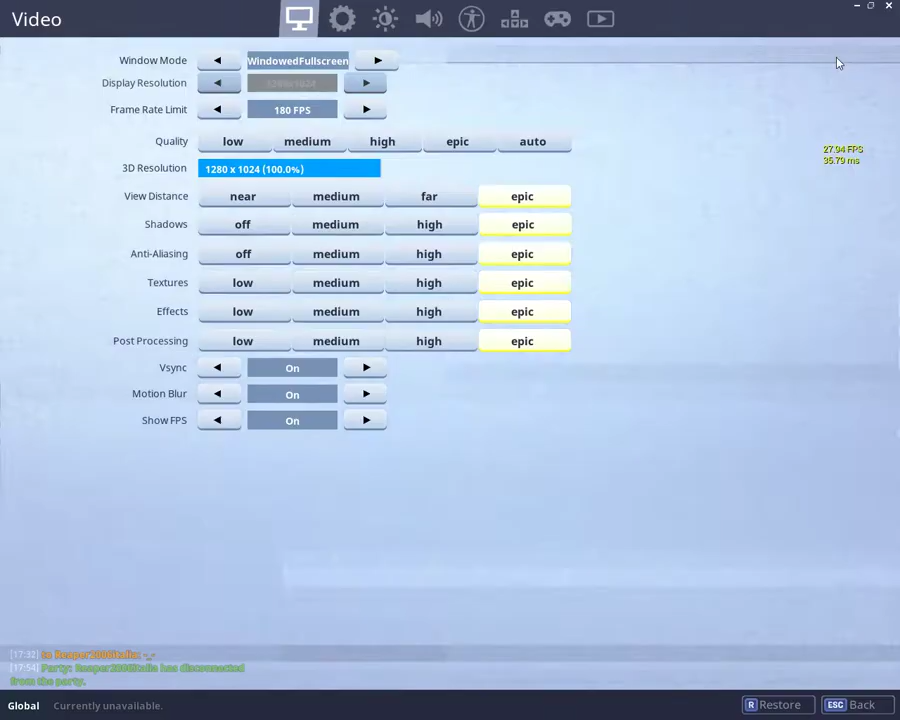 Video
Window Mode ◄ WindowedFullscreen ►
Display Resolution ◄ 1280x1024 ►
Frame Rate Limit ◄ 180 FPS ►
Quality low medium high epic auto
27.94 FPS
35.79 ms
3D Resolution 1280 x 1024 (100.0%)
View Distance near medium far epic
Shadows off medium high epic
Anti-Aliasing off medium high epic
Textures low medium high epic
Effects low medium high epic
Post Processing low medium high epic
Vsync ◄ On ►
Motion Blur ◄ On ►
Show FPS ◄ On ►
[17:32] to Reaper2006italia: -_-
[17:54] Party: Reaper2006italia has disconnected
from the party.
Global Currently unavailable. R Restore ESC Back